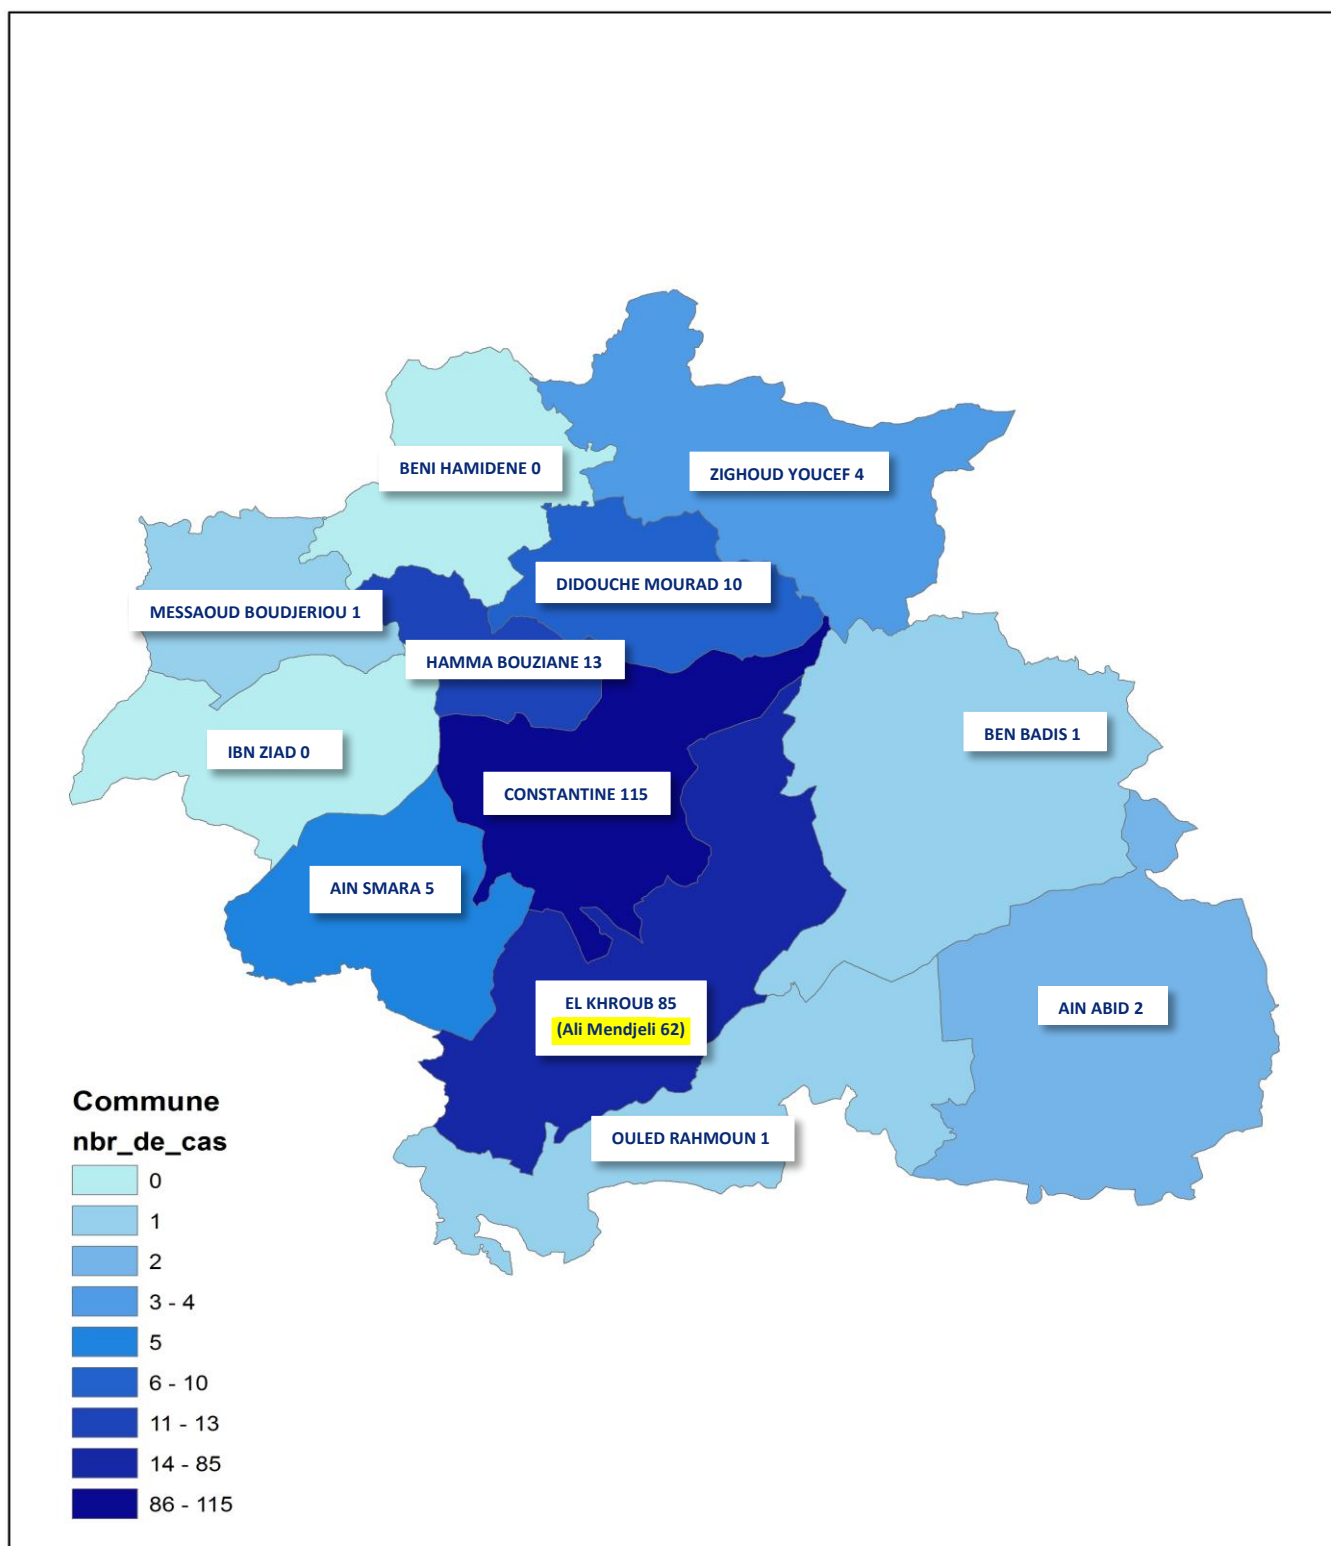 BENI HAMIDENE 0
ZIGHOUD YOUCEF 4
DIDOUCHE MOURAD 10
MESSAOUD BOUDJERIOU 1
HAMMA BOUZIANE 13
BEN BADIS 1
IBN ZIAD 0
CONSTANTINE 115
AIN SMARA 5
EL KHROUB 85
(Ali Mendjeli 62)
AIN ABID 2
OULED RAHMOUN 1
Commune
nbr_de_cas
0
1
2
3 - 4
5
6 - 10
11 - 13
14 - 85
86 - 115